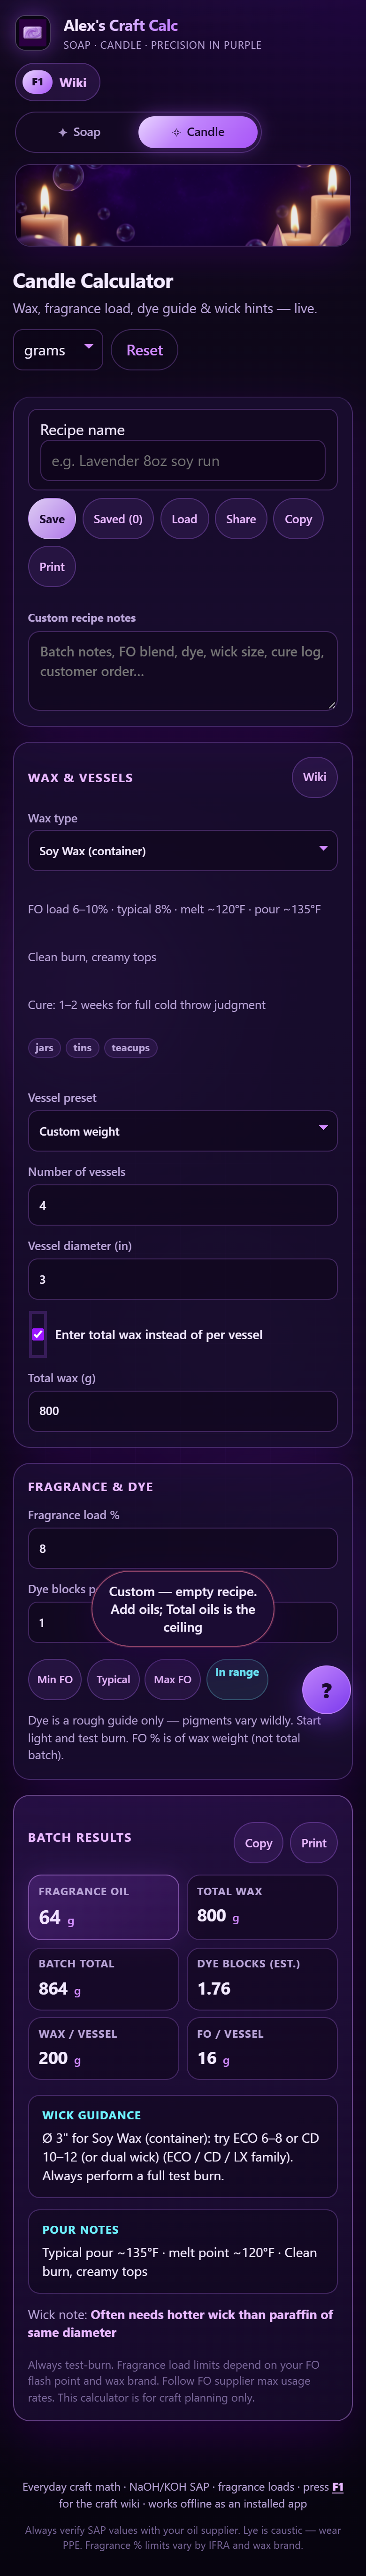 Alex's Craft Calc
SOAP · CANDLE · PRECISION IN PURPLE
F1 Wiki
✦ Soap
✧ Candle
Candle Calculator
Wax, fragrance load, dye guide & wick hints — live.
grams
Reset
Recipe name
e.g. Lavender 8oz soy run
Save
Saved (0)
Load
Share
Copy
Print
Custom recipe notes
Batch notes, FO blend, dye, wick size, cure log,
customer order...
WAX & VESSELS
Wiki
Wax type
Soy Wax (container)
FO load 6–10% · typical 8% · melt ~120°F · pour ~135°F
Clean burn, creamy tops
Cure: 1–2 weeks for full cold throw judgment
jars
tins
teacups
Vessel preset
Custom weight
Number of vessels
4
Vessel diameter (in)
3
Enter total wax instead of per vessel
Total wax (g)
800
FRAGRANCE & DYE
Fragrance load %
8
Dye blocks p
1
Custom — empty recipe.
Add oils; Total oils is the
ceiling
Min FO
Typical
Max FO
In range
?
Dye is a rough guide only — pigments vary wildly. Start
light and test burn. FO % is of wax weight (not total
batch).
BATCH RESULTS
Copy
Print
FRAGRANCE OIL
64 g
TOTAL WAX
800 g
BATCH TOTAL
864 g
DYE BLOCKS (EST.)
1.76
WAX / VESSEL
200 g
FO / VESSEL
16 g
WICK GUIDANCE
Ø 3" for Soy Wax (container): try ECO 6–8 or CD
10–12 (or dual wick) (ECO / CD / LX family).
Always perform a full test burn.
POUR NOTES
Typical pour ~135°F · melt point ~120°F · Clean
burn, creamy tops
Wick note: Often needs hotter wick than paraffin of
same diameter
Always test-burn. Fragrance load limits depend on your FO
flash point and wax brand. Follow FO supplier max usage
rates. This calculator is for craft planning only.
Everyday craft math · NaOH/KOH SAP · fragrance loads · press F1
for the craft wiki · works offline as an installed app
Always verify SAP values with your oil supplier. Lye is caustic — wear
PPE. Fragrance % limits vary by IFRA and wax brand.